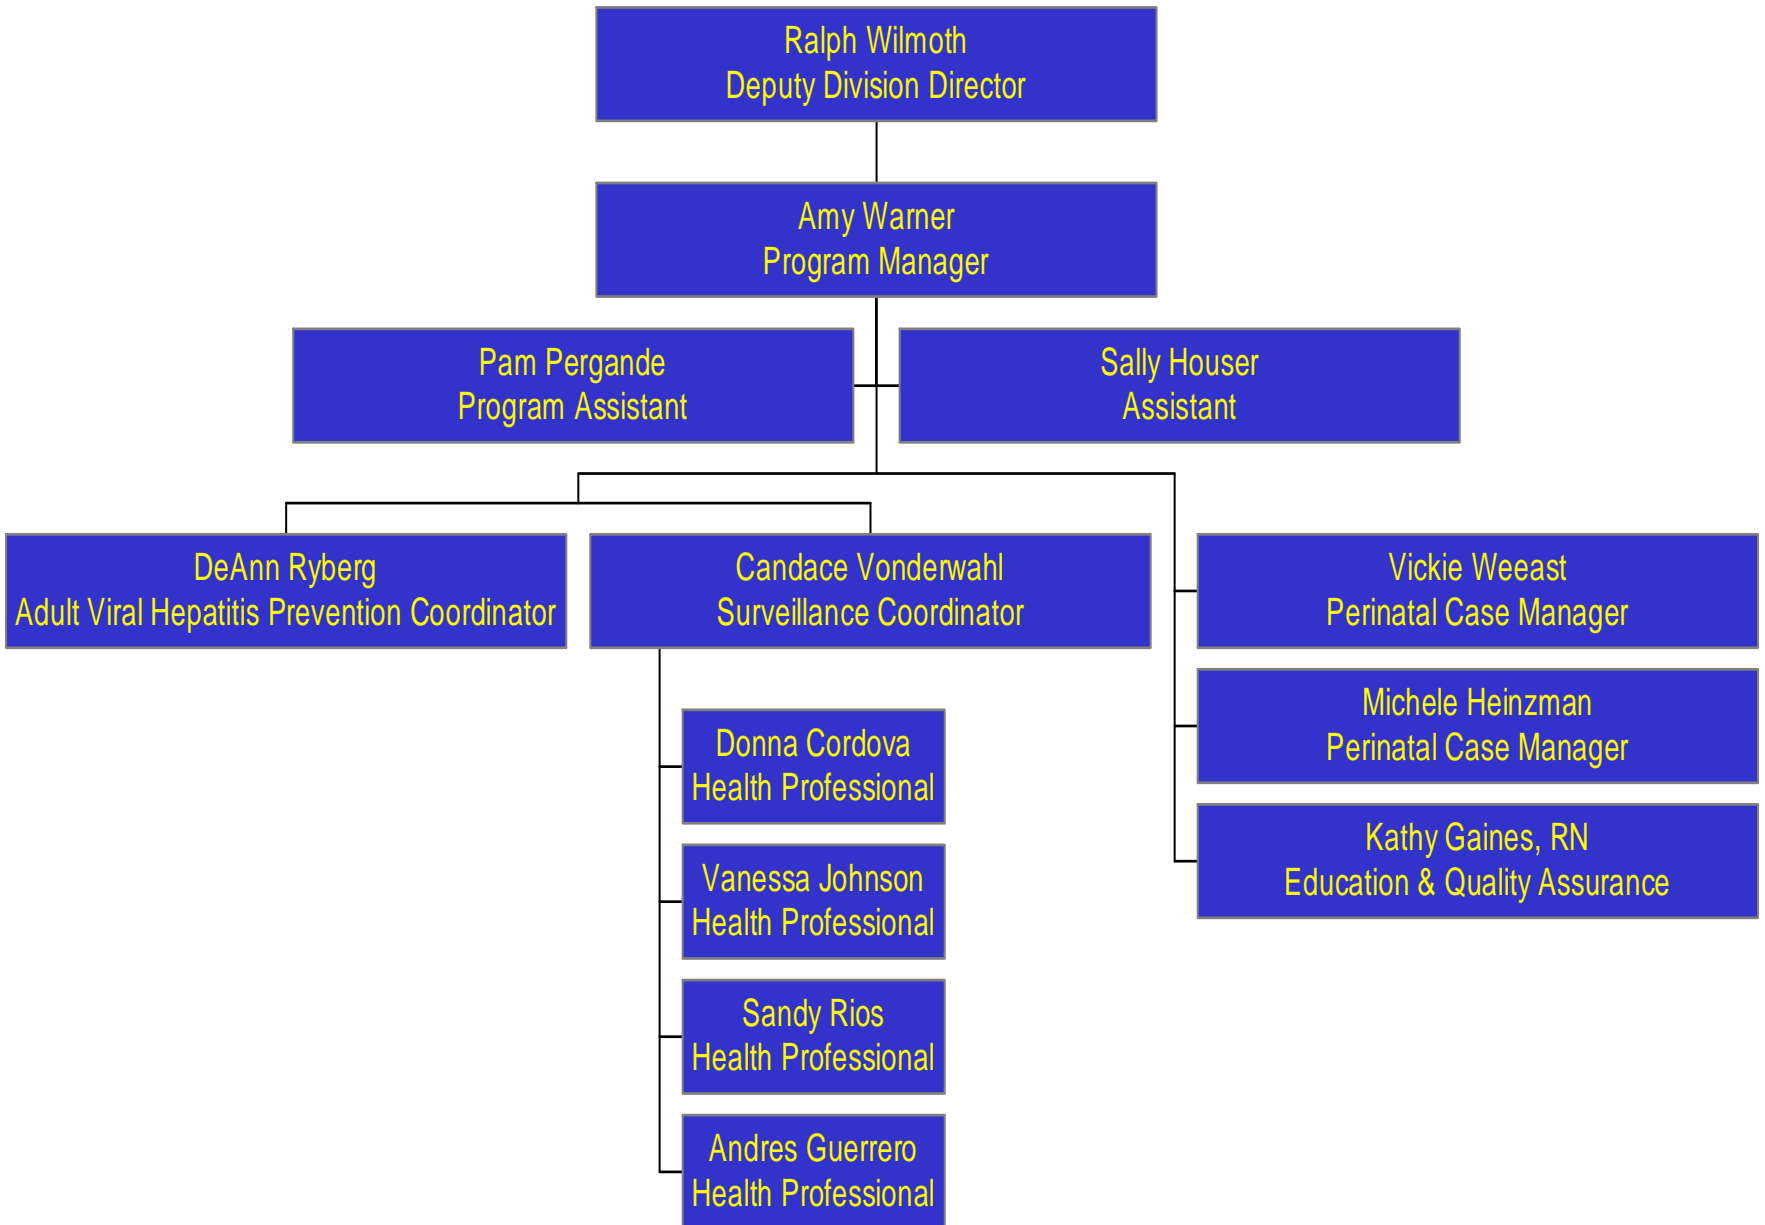 Ralph Wilmoth
Deputy Division Director
Amy Warner
Program Manager
Pam Pergande
Program Assistant
Sally Houser
Assistant
DeAnn Ryberg
Adult Viral Hepatitis Prevention Coordinator
Candace Vonderwahl
Surveillance Coordinator
Donna Cordova
Health Professional
Vanessa Johnson
Health Professional
Sandy Rios
Health Professional
Andres Guerrero
Health Professional
Vickie Weeast
Perinatal Case Manager
Michele Heinzman
Perinatal Case Manager
Kathy Gaines, RN
Education & Quality Assurance